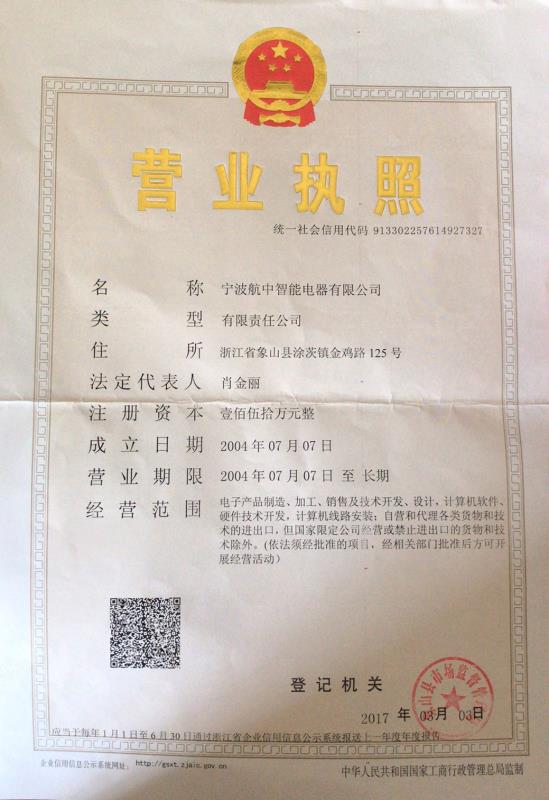 营业执照
统一社会信用代码 913302257614927327
名称 宁波航中智能电器有限公司
类型 有限责任公司
住所 浙江省象山县涂茨镇金鸡路125号
法定代表人 肖金丽
注册资本 壹佰伍拾万元整
成立日期 2004年07月07日
营业期限 2004年07月07日至长期
经营范围 电子产品制造、加工、销售及技术开发、设计,计算机软件、
硬件技术开发,计算机线路安装;自营和代理各类货物和技
术的进出口,但国家限定公司经营或禁止进出口的货物和技
术除外。(依法须经批准的项目,经相关部门批准后方可开
展经营活动)
登记机关
山县市场监督管
2017年03月03日
应当于每年1月1日至6月30日通过浙江省企业信用信息公示系统报送上一年度年度报告
企业信用信息公示系统网址: http://gsxt.zjaic.gov.cn
中华人民共和国国家工商行政管理总局监制